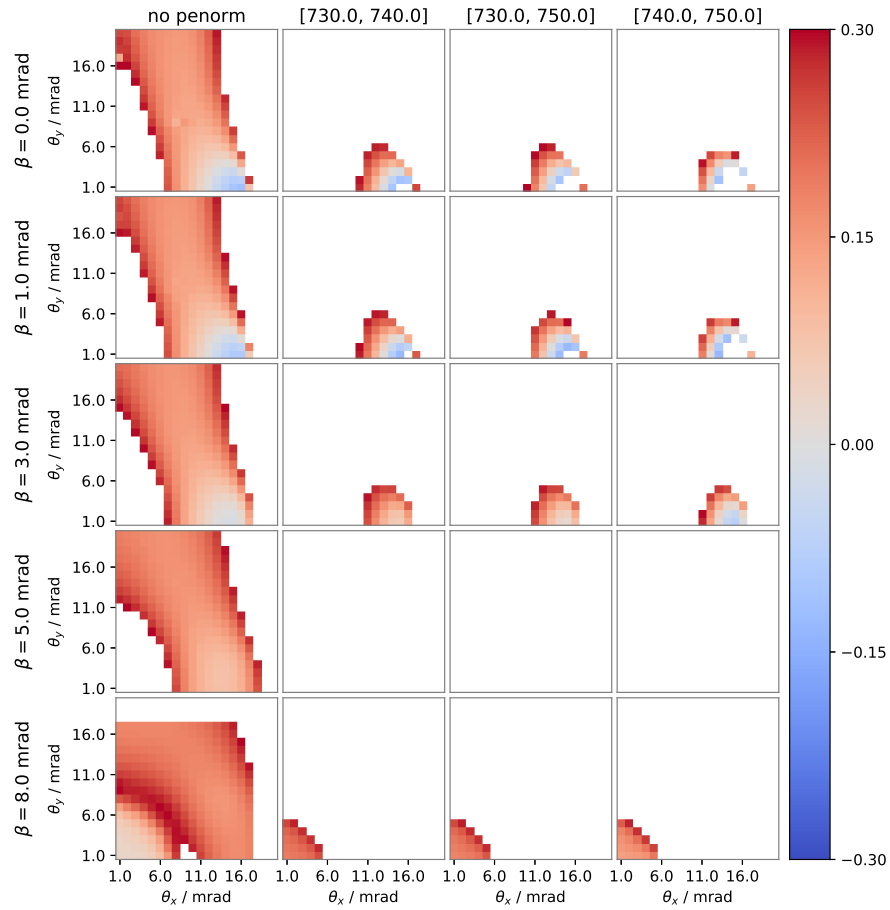 no penorm [730.0, 740.0] [730.0, 750.0] [740.0, 750.0]
β = 0.0 mrad
θy / mrad
16.0
11.0
6.0
1.0
β = 1.0 mrad
θy / mrad
16.0
11.0
6.0
1.0
β = 3.0 mrad
θy / mrad
16.0
11.0
6.0
1.0
β = 5.0 mrad
θy / mrad
16.0
11.0
6.0
1.0
β = 8.0 mrad
θy / mrad
16.0
11.0
6.0
1.0
1.0 6.0 11.0 16.0 1.0 6.0 11.0 16.0 1.0 6.0 11.0 16.0 1.0 6.0 11.0 16.0
θx / mrad θx / mrad θx / mrad θx / mrad
0.30
0.15
0.00
−0.15
−0.30